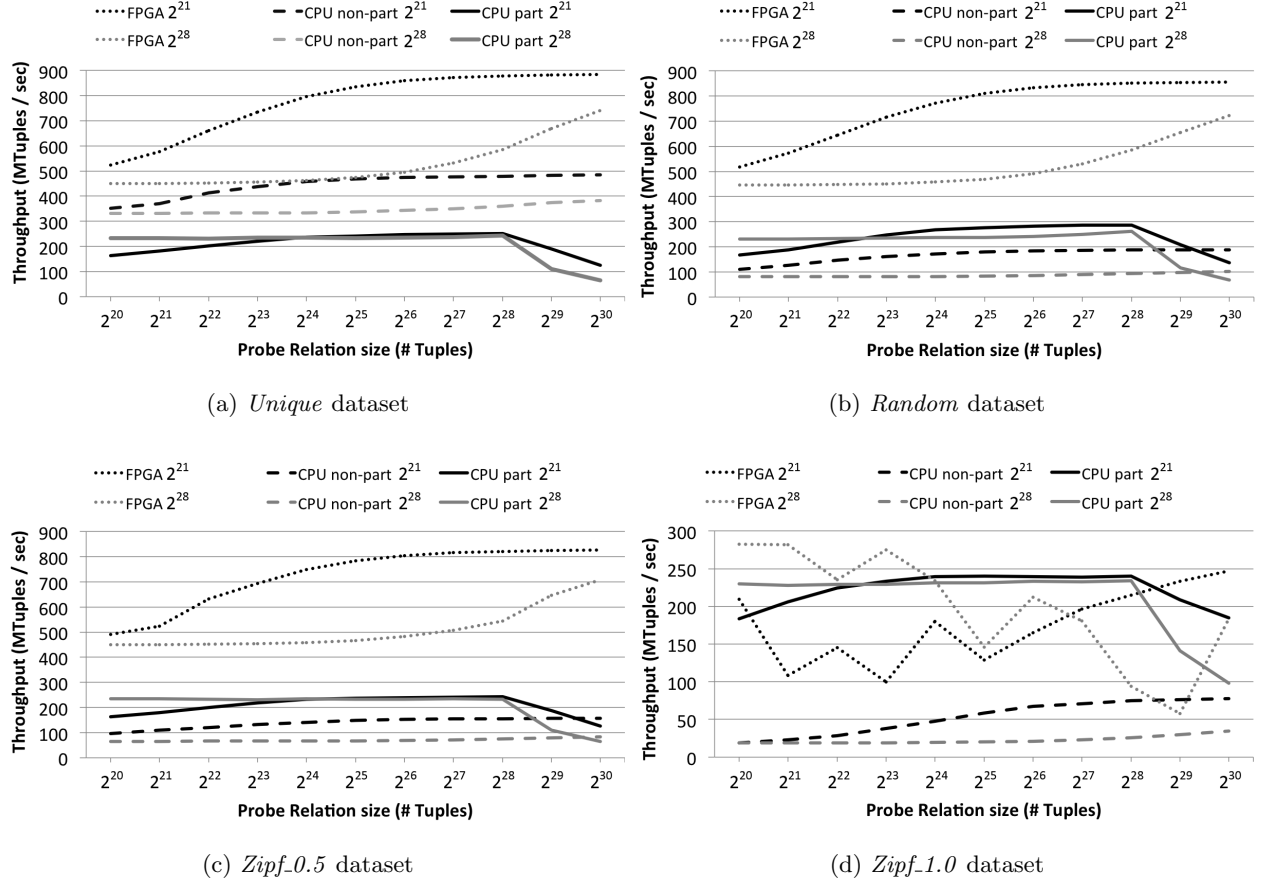 FPGA 2^21 CPU non-part 2^21 CPU part 2^21
FPGA 2^28 CPU non-part 2^28 CPU part 2^28
Throughput (MTuples / sec)
900
800
700
600
500
400
300
200
100
0
2^20 2^21 2^22 2^23 2^24 2^25 2^26 2^27 2^28 2^29 2^30
Probe Relation size (# Tuples)
(a) Unique dataset
FPGA 2^21 CPU non-part 2^21 CPU part 2^21
FPGA 2^28 CPU non-part 2^28 CPU part 2^28
Throughput (MTuples / sec)
900
800
700
600
500
400
300
200
100
0
2^20 2^21 2^22 2^23 2^24 2^25 2^26 2^27 2^28 2^29 2^30
Probe Relation size (# Tuples)
(b) Random dataset
FPGA 2^21 CPU non-part 2^21 CPU part 2^21
FPGA 2^28 CPU non-part 2^28 CPU part 2^28
Throughput (MTuples / sec)
900
800
700
600
500
400
300
200
100
0
2^20 2^21 2^22 2^23 2^24 2^25 2^26 2^27 2^28 2^29 2^30
Probe Relation size (# Tuples)
(c) Zipf_0.5 dataset
FPGA 2^21 CPU non-part 2^21 CPU part 2^21
FPGA 2^28 CPU non-part 2^28 CPU part 2^28
Throughput (MTuples / sec)
300
250
200
150
100
50
0
2^20 2^21 2^22 2^23 2^24 2^25 2^26 2^27 2^28 2^29 2^30
Probe Relation size (# Tuples)
(d) Zipf_1.0 dataset